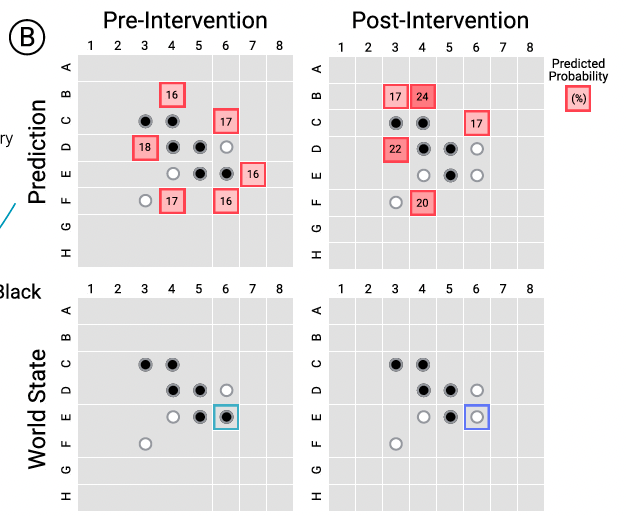 B
Pre-Intervention
Post-Intervention
1 2 3 4 5 6 7 8
1 2 3 4 5 6 7 8
Predicted
Probability
(%)
ry
Prediction
A
B 16
C 17
D 18
E 16
F 17 16
G
H
A
B 17 24
C 17
D 22
E
F 20
G
H
Black
World State
1 2 3 4 5 6 7 8
A
B
C
D
E
F
G
H
1 2 3 4 5 6 7 8
A
B
C
D
E
F
G
H